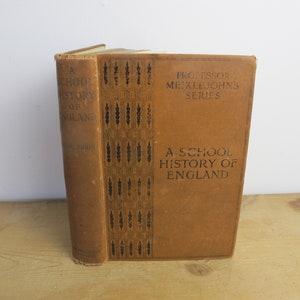 A
SCHOOL
HISTORY
OF
ENGLAND
PROFESSOR
MEIKLEJOHN'S
SERIES
A SCHOOL
HISTORY OF
ENGLAND